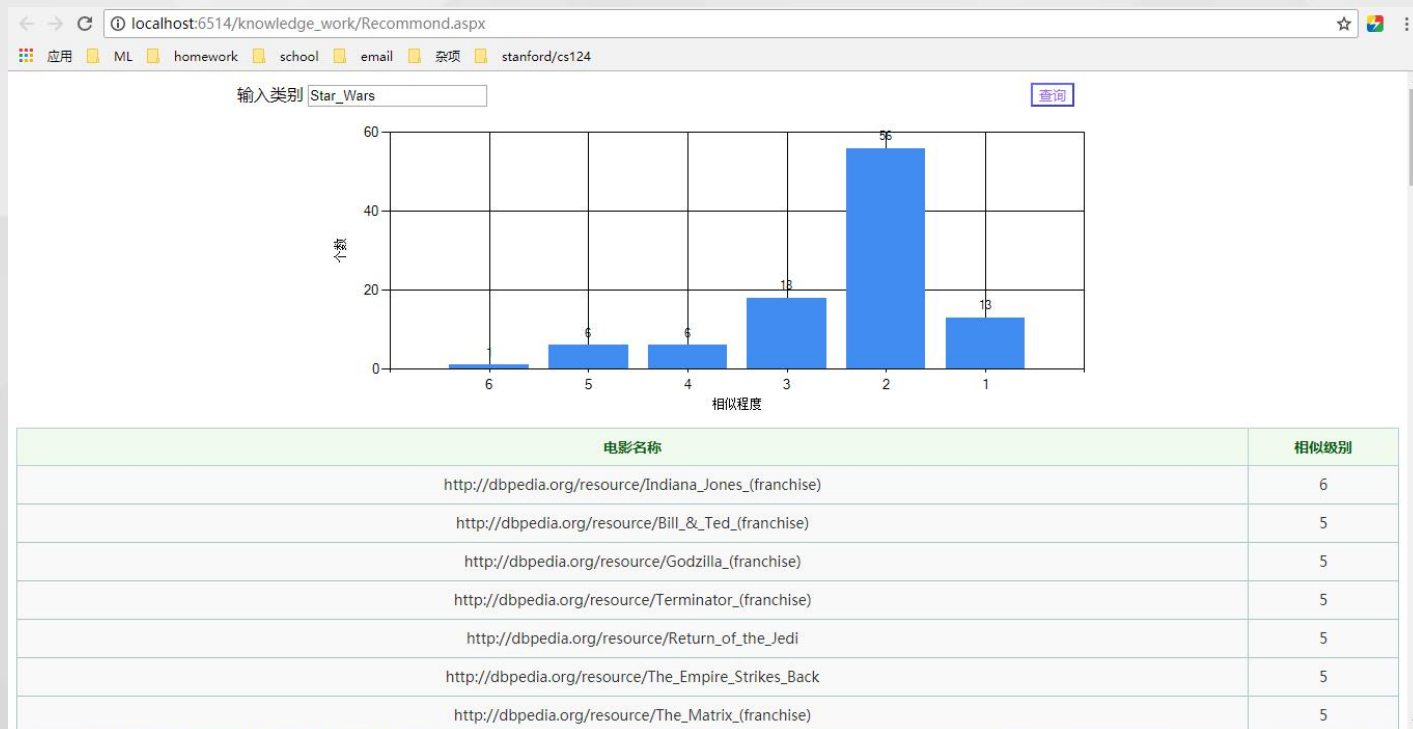 localhost:6514/knowledge_work/Recommond.aspx
应用 ML homework school email 杂项 stanford/cs124
输入类别 Star_Wars 查询
60
40
20
0
个数
1
6
6
18
56
13
6 5 4 3 2 1
相似程度
电影名称 相似级别
http://dbpedia.org/resource/Indiana_Jones_(franchise) 6
http://dbpedia.org/resource/Bill_&_Ted_(franchise) 5
http://dbpedia.org/resource/Godzilla_(franchise) 5
http://dbpedia.org/resource/Terminator_(franchise) 5
http://dbpedia.org/resource/Return_of_the_Jedi 5
http://dbpedia.org/resource/The_Empire_Strikes_Back 5
http://dbpedia.org/resource/The_Matrix_(franchise) 5